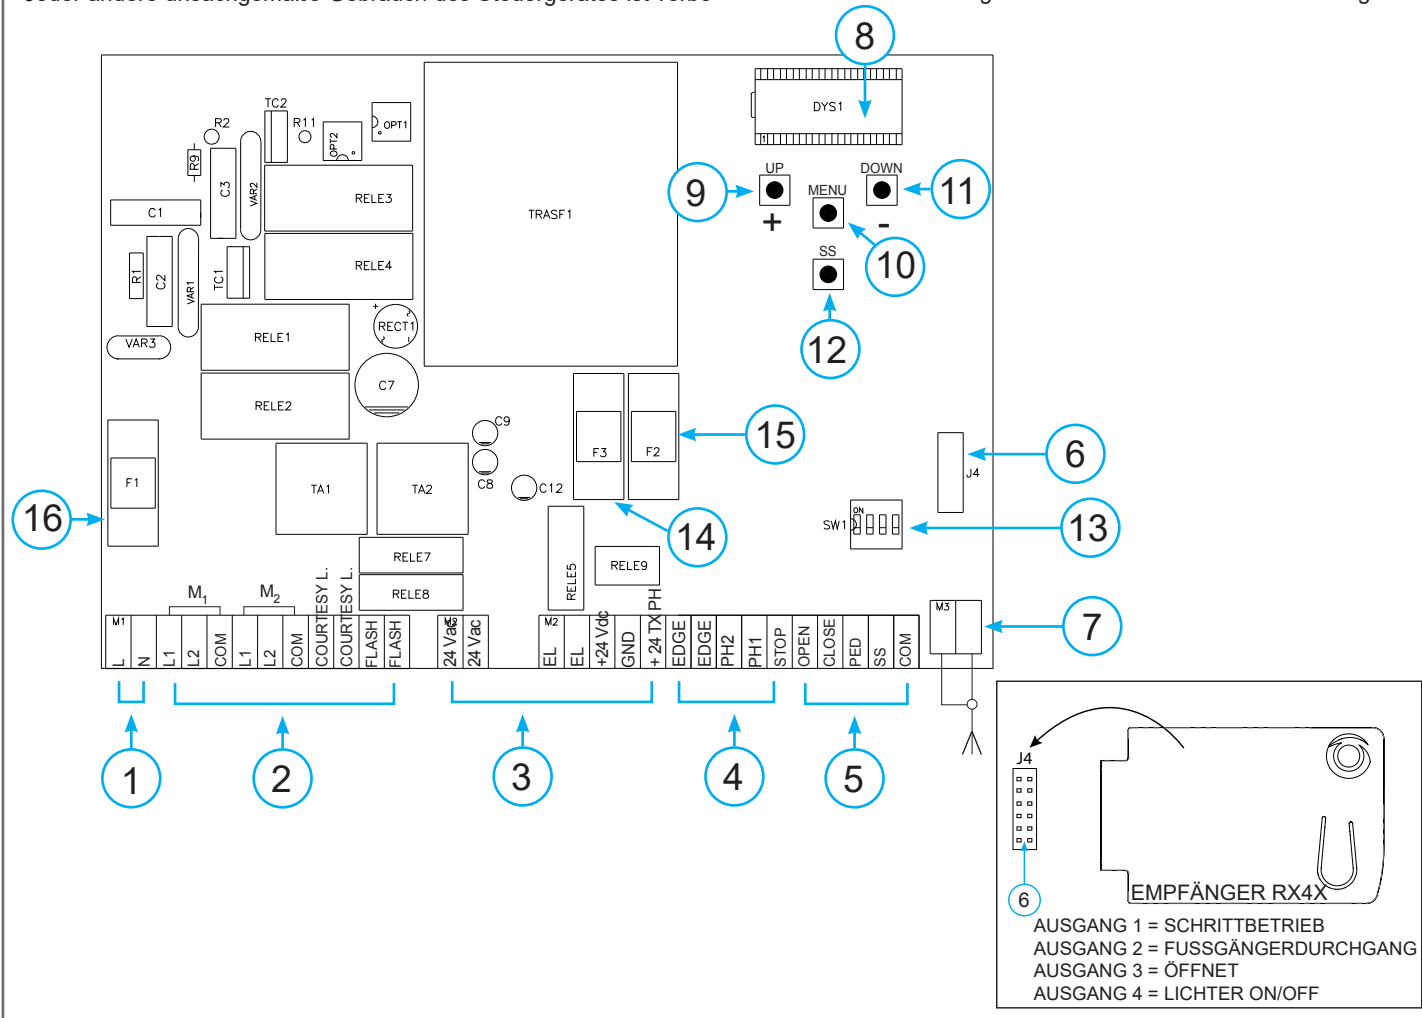 8
DYS1
1
TC2
R2
R11
OPT1
OPT2
R9
C3
VAR2
RELE3
TRASF1
UP
DOWN
MENU
9
11
+
-
C1
SS
10
R1
C2
VAR1
TC1
RELE4
12
RECT1
+
RELE1
VAR3
C7
RELE2
C9
15
F3
F2
6
J4
F1
TA1
TA2
C8
C12
16
14
ON
SW1
13
RELE7
RELE5
RELE9
RELE8
M1
M2
M1
L
N
L1
L2
COM
L1
L2
COM
COURTESY L.
COURTESY L.
FLASH
FLASH
24 Vac
24 Vac
M2
EL
EL
+24 Vdc
GND
+ 24 TX PH
EDGE
EDGE
PH2
PH1
STOP
OPEN
CLOSE
PED
SS
COM
M3
7
1
2
3
4
5
J4
6
EMPFÄNGER RX4X
AUSGANG 1 = SCHRITTBETRIEB
AUSGANG 2 = FUSSGÄNGERDURCHGANG
AUSGANG 3 = ÖFFNET
AUSGANG 4 = LICHTER ON/OFF